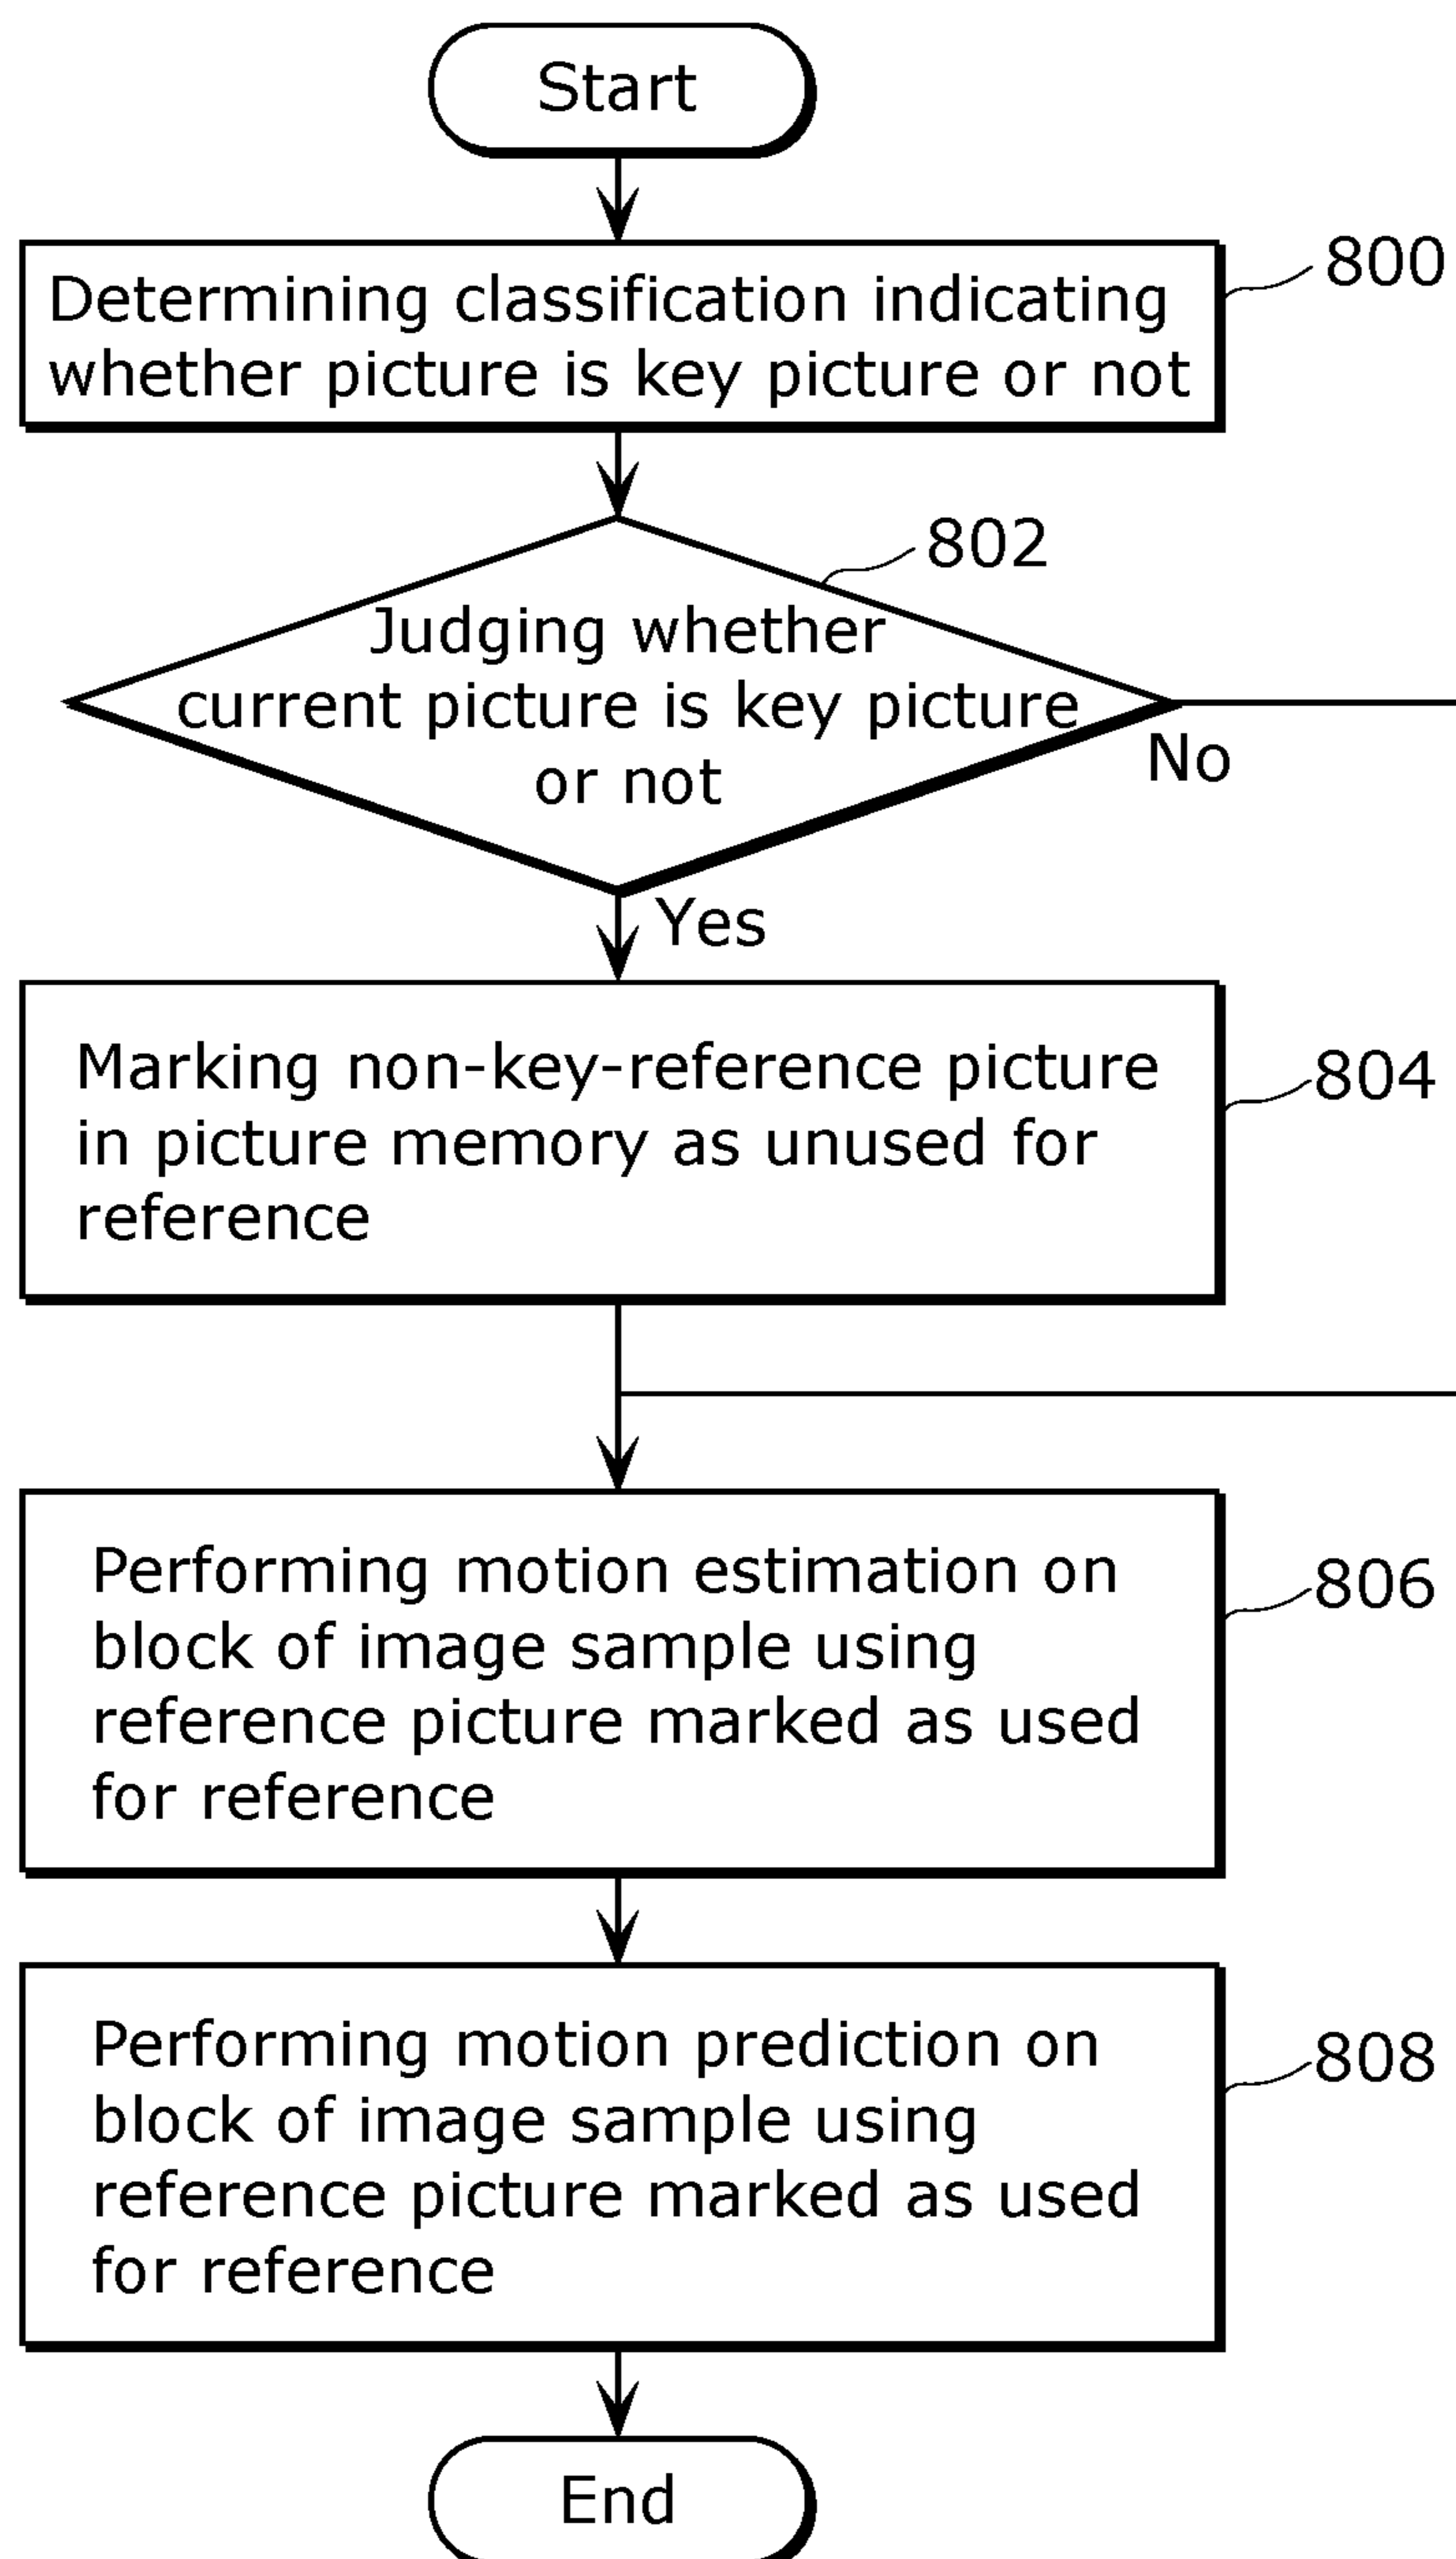 Start
Determining classification indicating
whether picture is key picture or not
800
802
Judging whether
current picture is key picture
or not
No
Yes
Marking non-key-reference picture
in picture memory as unused for
reference
804
Performing motion estimation on
block of image sample using
reference picture marked as used
for reference
806
Performing motion prediction on
block of image sample using
reference picture marked as used
for reference
808
End